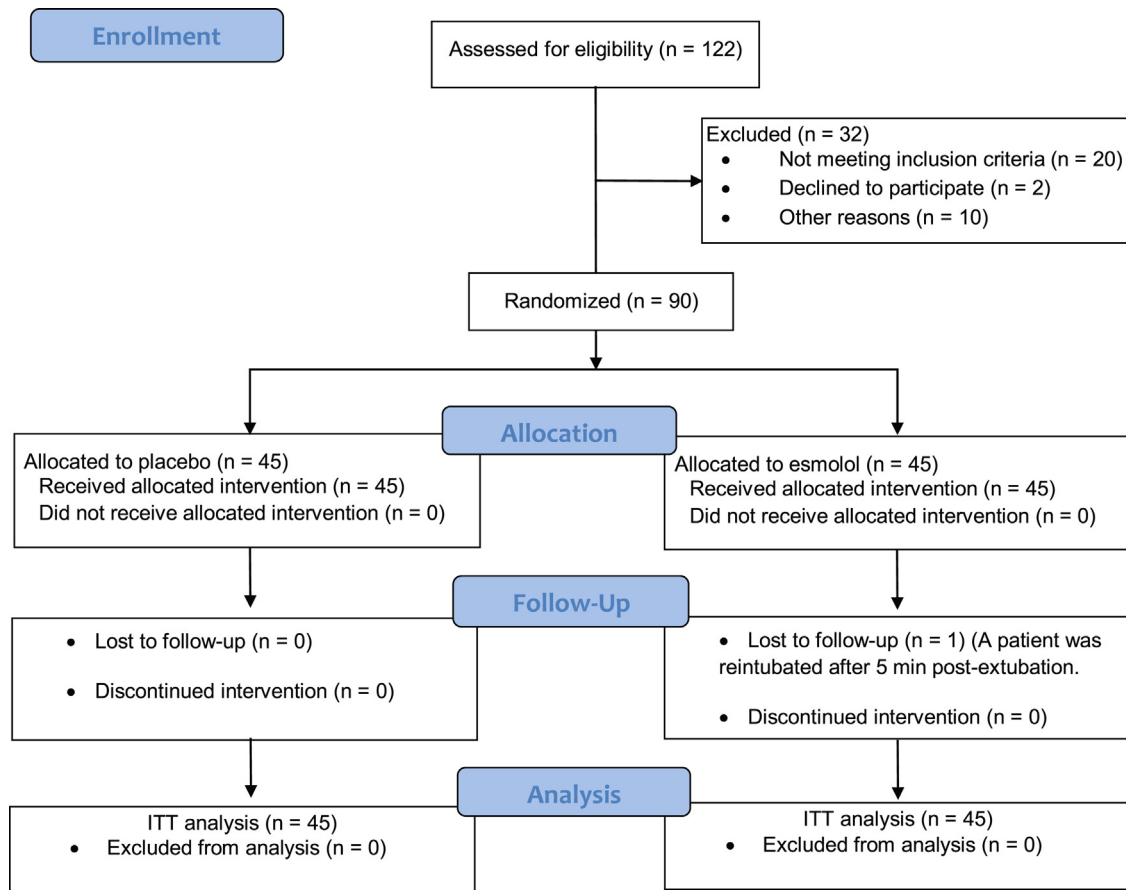 Enrollment
Assessed for eligibility (n = 122)
Excluded (n = 32)
• Not meeting inclusion criteria (n = 20)
• Declined to participate (n = 2)
• Other reasons (n = 10)
Randomized (n = 90)
Allocation
Allocated to placebo (n = 45)
Received allocated intervention (n = 45)
Did not receive allocated intervention (n = 0)
Allocated to esmolol (n = 45)
Received allocated intervention (n = 45)
Did not receive allocated intervention (n = 0)
Follow-Up
• Lost to follow-up (n = 0)
• Discontinued intervention (n = 0)
• Lost to follow-up (n = 1) (A patient was
reintubated after 5 min post-extubation.
• Discontinued intervention (n = 0)
Analysis
ITT analysis (n = 45)
• Excluded from analysis (n = 0)
ITT analysis (n = 45)
• Excluded from analysis (n = 0)